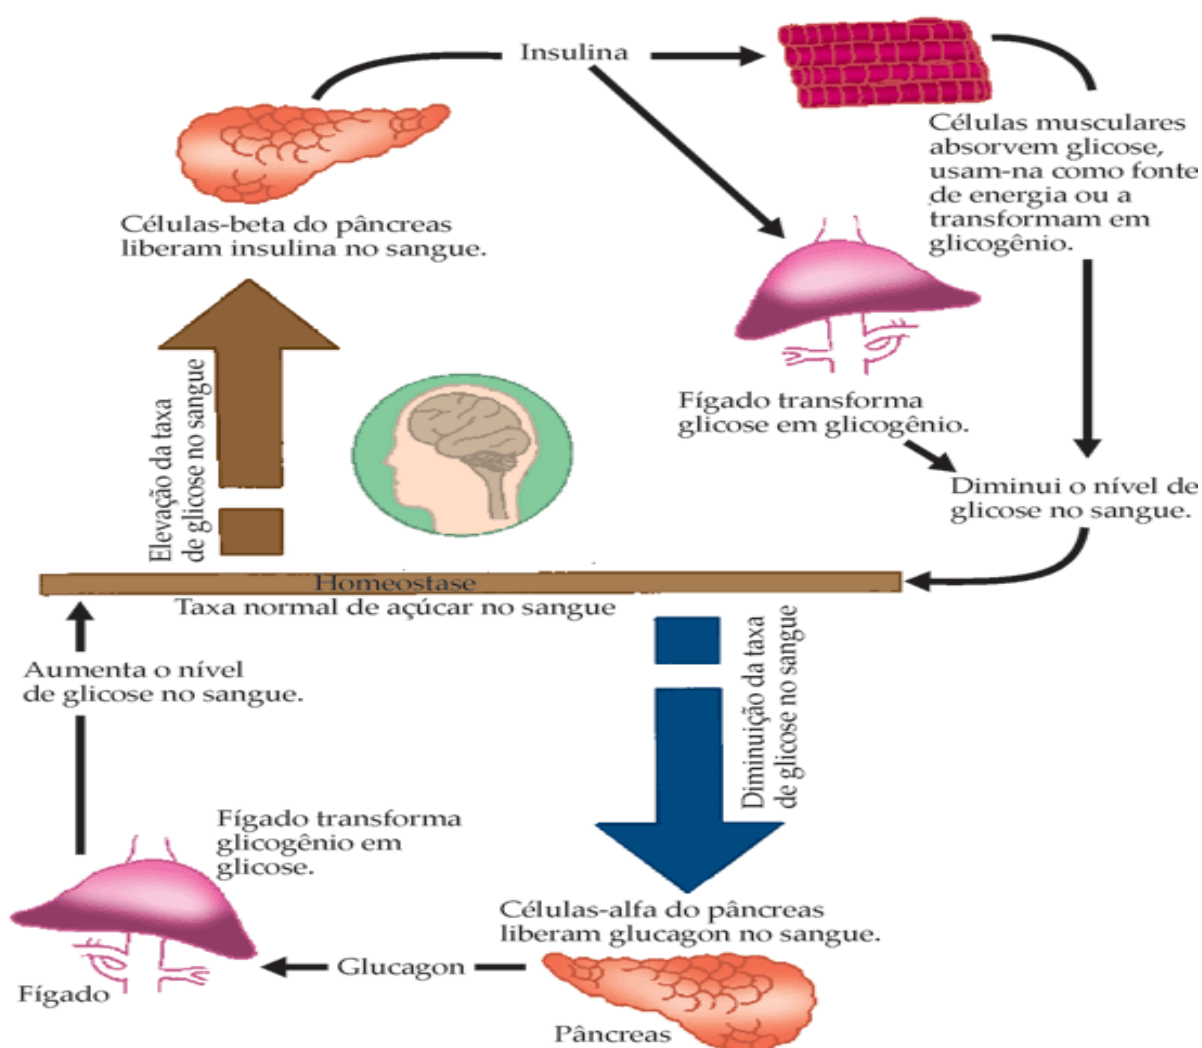 Insulina
Células musculares
absorvem glicose,
usam-na como fonte
de energia ou a
transformam em
glicogênio.
Células-beta do pâncreas
liberam insulina no sangue.
Elevação da taxa
de glicose no sangue
Fígado transforma
glicose em glicogênio.
Diminui o nível de
glicose no sangue.
Homeostase
Taxa normal de açúcar no sangue
Aumenta o nível
de glicose no sangue.
Diminuição da taxa
de glicose no sangue
Fígado transforma
glicogênio em
glicose.
Células-alfa do pâncreas
liberam glucagon no sangue.
Glucagon
Fígado
Pâncreas